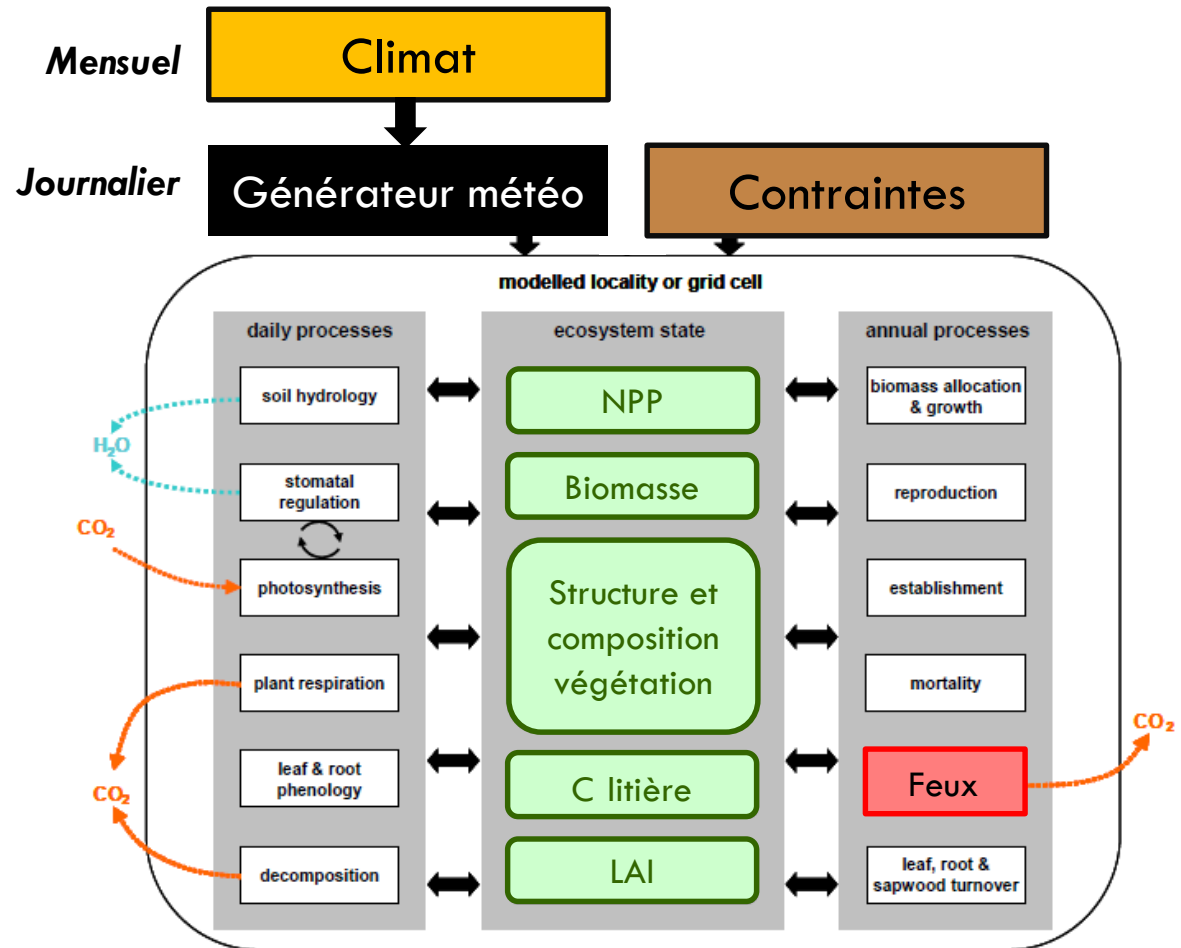 Mensuel
Climat
Journalier
Générateur météo
Contraintes
modelled locality or grid cell
daily processes
ecosystem state
annual processes
soil hydrology
NPP
biomass allocation
& growth
H₂O
stomatal
regulation
Biomasse
reproduction
CO₂
photosynthesis
Structure et
composition
végétation
establishment
plant respiration
mortality
CO₂
leaf & root
phenology
C litière
Feux
CO₂
decomposition
LAI
leaf, root &
sapwood turnover